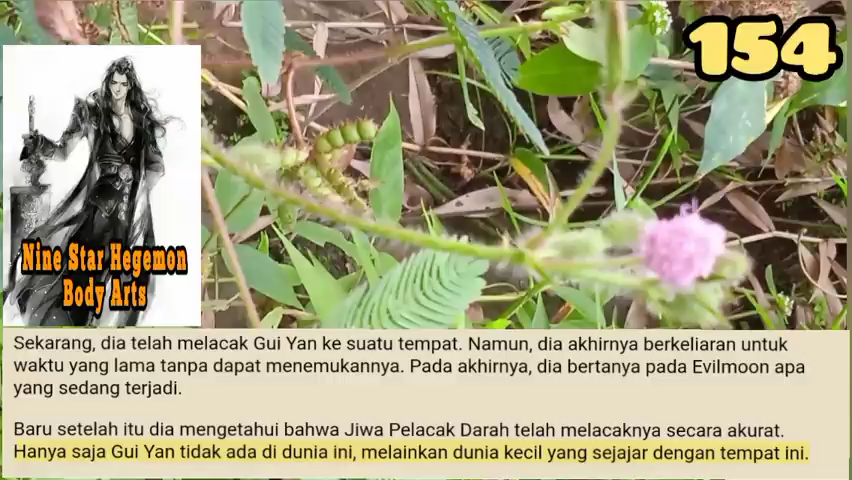 154
Nine Star Hegemon
Body Arts
Sekarang, dia telah melacak Gui Yan ke suatu tempat. Namun, dia akhirnya berkeliaran untuk
waktu yang lama tanpa dapat menemukannya. Pada akhirnya, dia bertanya pada Evilmoon apa
yang sedang terjadi.
Baru setelah itu dia mengetahui bahwa Jiwa Pelacak Darah telah melacaknya secara akurat.
Hanya saja Gui Yan tidak ada di dunia ini, melainkan dunia kecil yang sejajar dengan tempat ini.